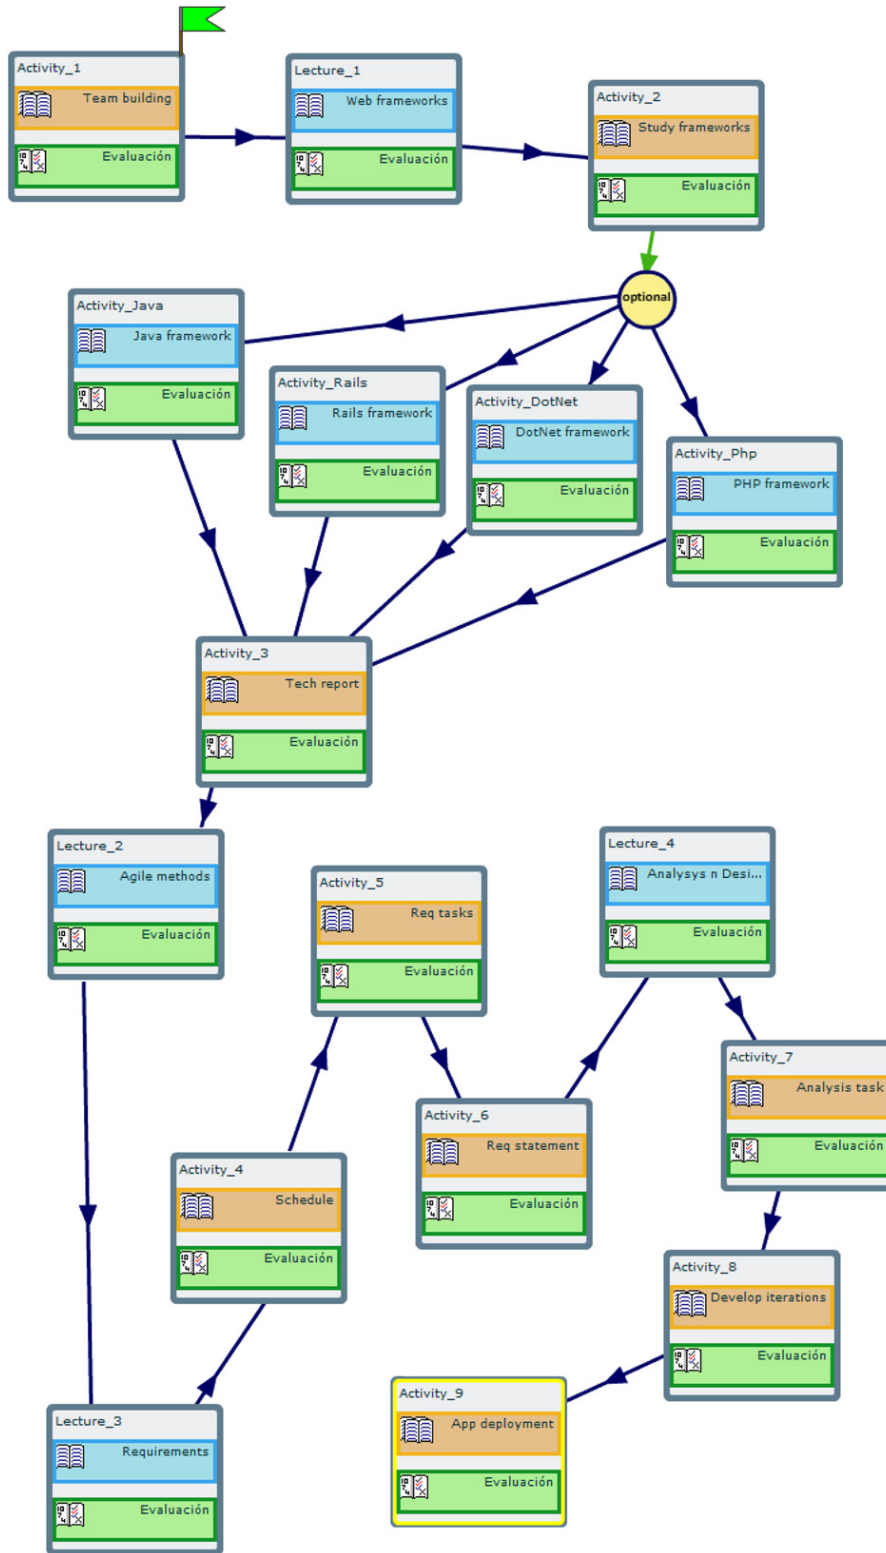 Activity_1
Team building
Evaluación
Lecture_1
Web frameworks
Evaluación
Activity_2
Study frameworks
Evaluación
optional
Activity_Java
Java framework
Evaluación
Activity_Rails
Rails framework
Evaluación
Activity_DotNet
DotNet framework
Evaluación
Activity_Php
PHP framework
Evaluación
Activity_3
Tech report
Evaluación
Lecture_2
Agile methods
Evaluación
Lecture_3
Requirements
Evaluación
Activity_4
Schedule
Evaluación
Activity_5
Req tasks
Evaluación
Activity_6
Req statement
Evaluación
Lecture_4
Analysys n Desi...
Evaluación
Activity_7
Analysis task
Evaluación
Activity_8
Develop iterations
Evaluación
Activity_9
App deployment
Evaluación